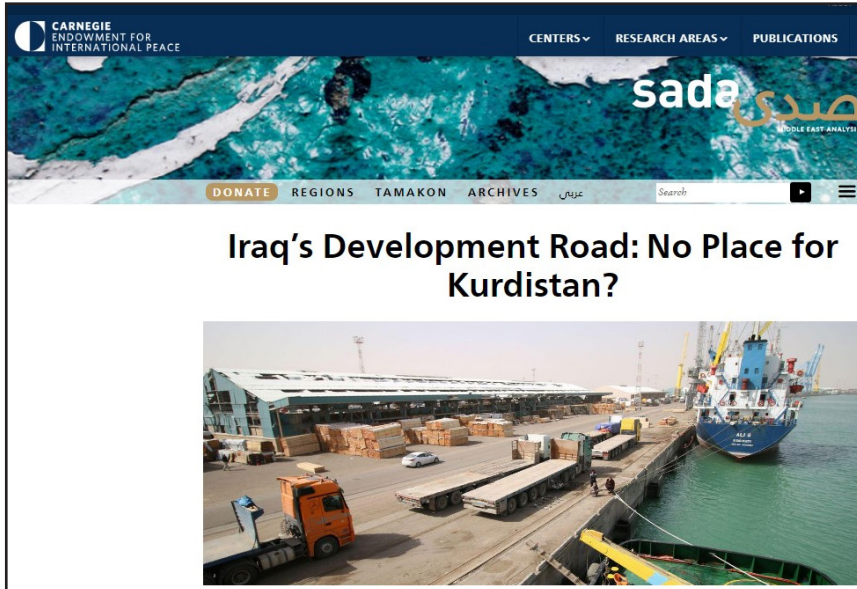 CARNEGIE
ENDOWMENT FOR
INTERNATIONAL PEACE
CENTERS
RESEARCH AREAS
PUBLICATIONS
sada
صدى
MIDDLE EAST ANALYSI
DONATE REGIONS TAMAKON ARCHIVES عربي
Search
Iraq’s Development Road: No Place for
Kurdistan?